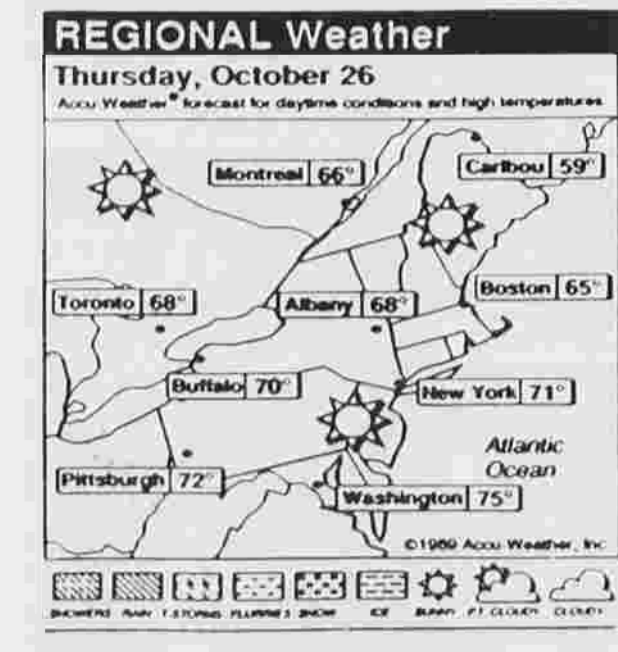 REGIONAL Weather
Thursday, October 26
Accu Weather® forecast for daytime conditions and high temperatures
Montreal 66°
Caribou 59°
Toronto 68°
Albany 68°
Boston 65°
Buffalo 70°
New York 71°
Atlantic
Ocean
Pittsburgh 72°
Washington 75°
©1989 Accu Weather, Inc
SHOWERS RAIN T-STORMS FLURRIES SNOW ICE SUNNY PT. CLOUDY CLOUDY